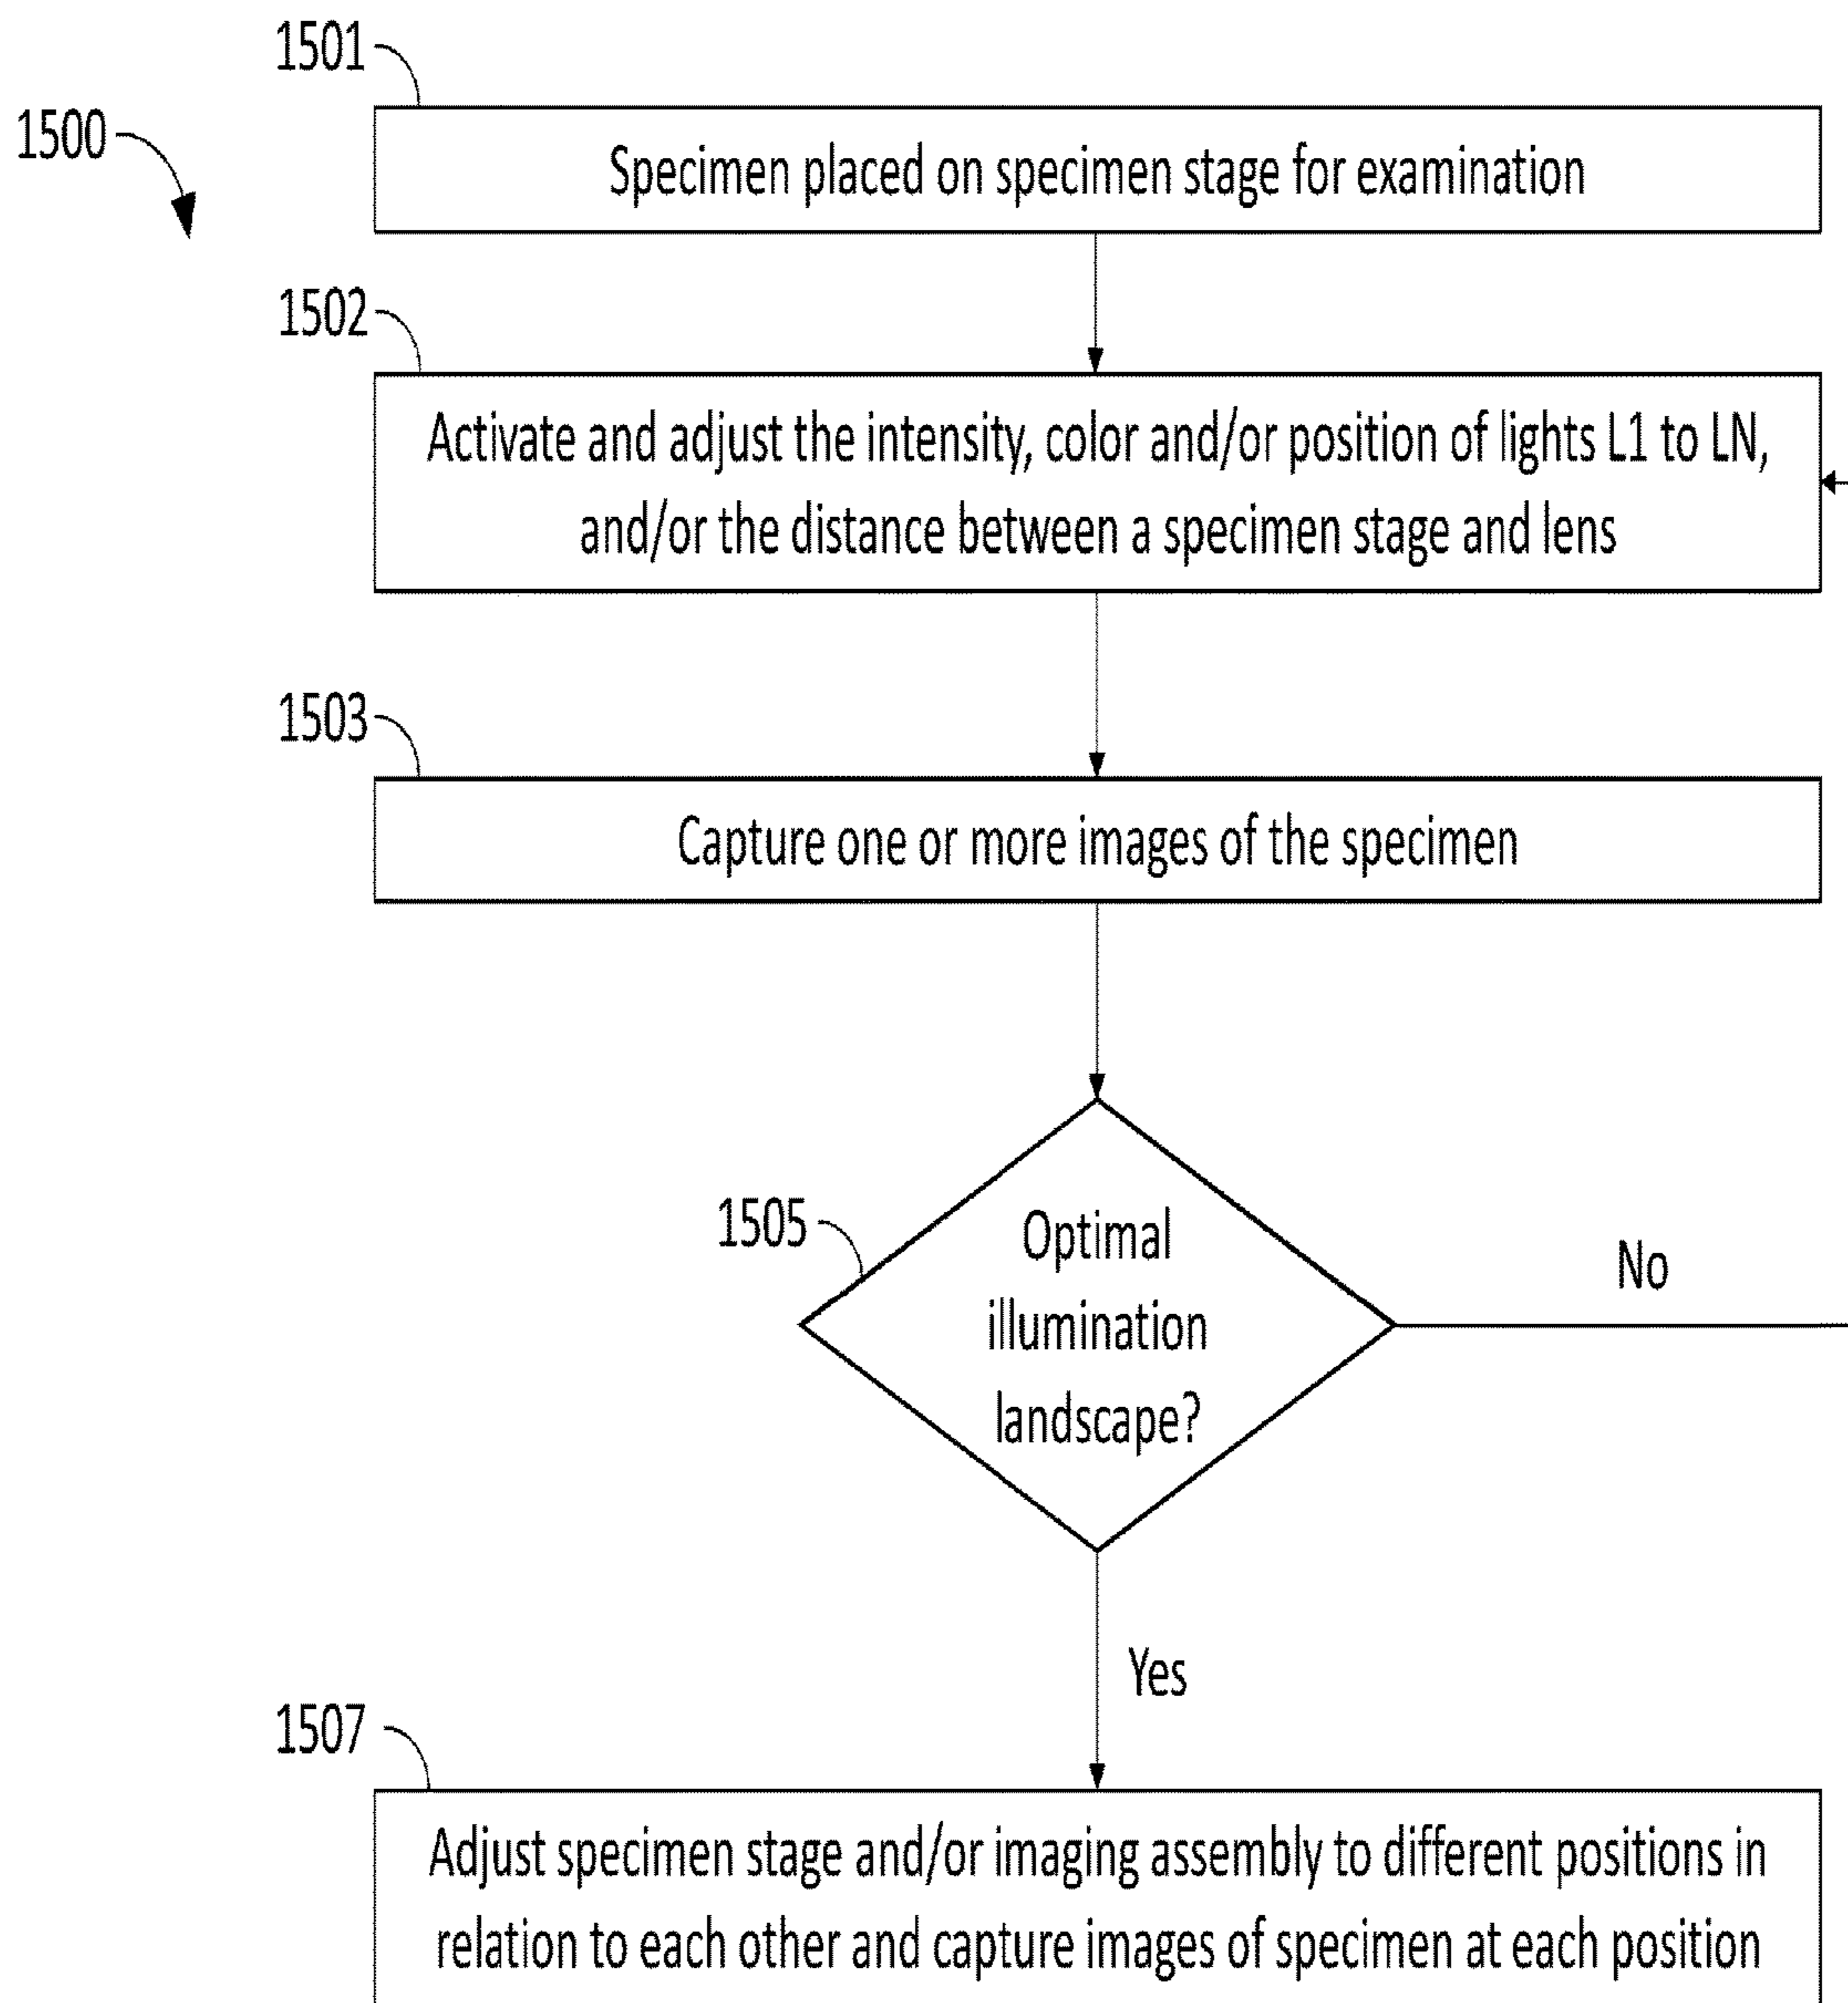 1501
1500
Specimen placed on specimen stage for examination
1502
Activate and adjust the intensity, color and/or position of lights L1 to LN,
and/or the distance between a specimen stage and lens
1503
Capture one or more images of the specimen
1505
Optimal
illumination
landscape?
No
Yes
1507
Adjust specimen stage and/or imaging assembly to different positions in
relation to each other and capture images of specimen at each position